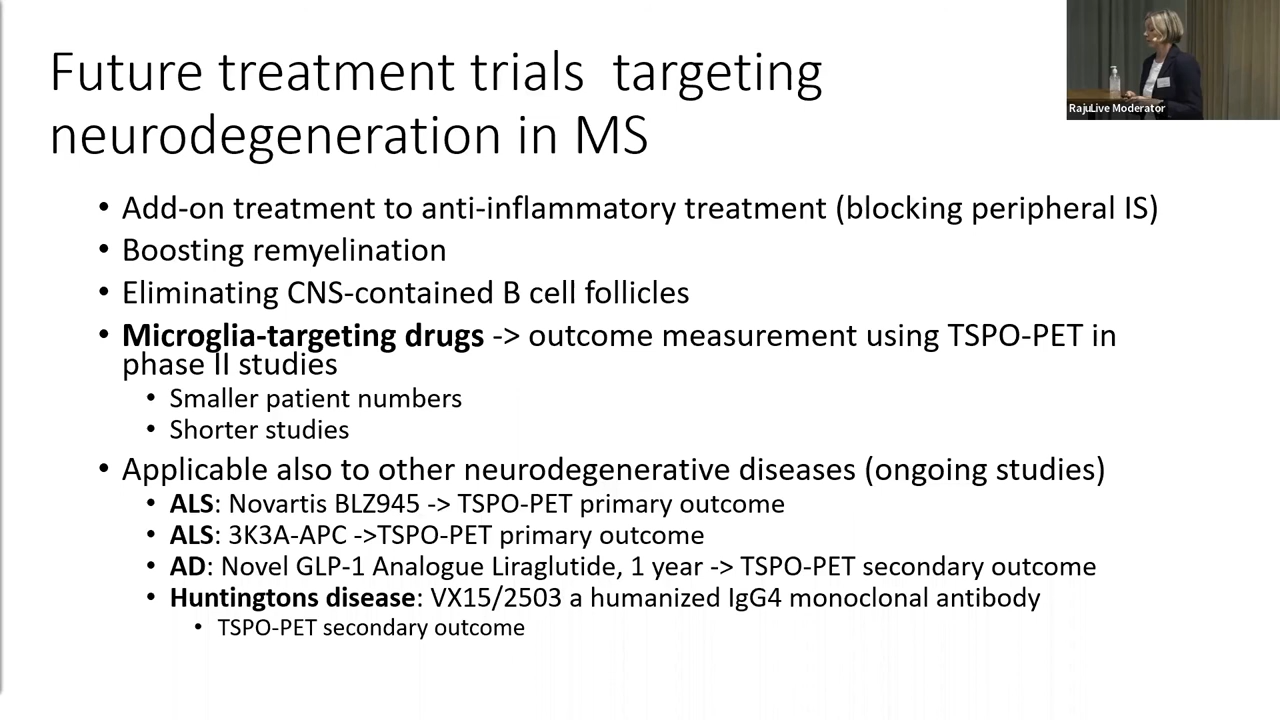 Future treatment trials targeting
neurodegeneration in MS
RajuLive Moderator
• Add-on treatment to anti-inflammatory treatment (blocking peripheral IS)
• Boosting remyelination
• Eliminating CNS-contained B cell follicles
• Microglia-targeting drugs -> outcome measurement using TSPO-PET in
phase II studies
• Smaller patient numbers
• Shorter studies
• Applicable also to other neurodegenerative diseases (ongoing studies)
• ALS: Novartis BLZ945 -> TSPO-PET primary outcome
• ALS: 3K3A-APC ->TSPO-PET primary outcome
• AD: Novel GLP-1 Analogue Liraglutide, 1 year -> TSPO-PET secondary outcome
• Huntingtons disease: VX15/2503 a humanized IgG4 monoclonal antibody
• TSPO-PET secondary outcome